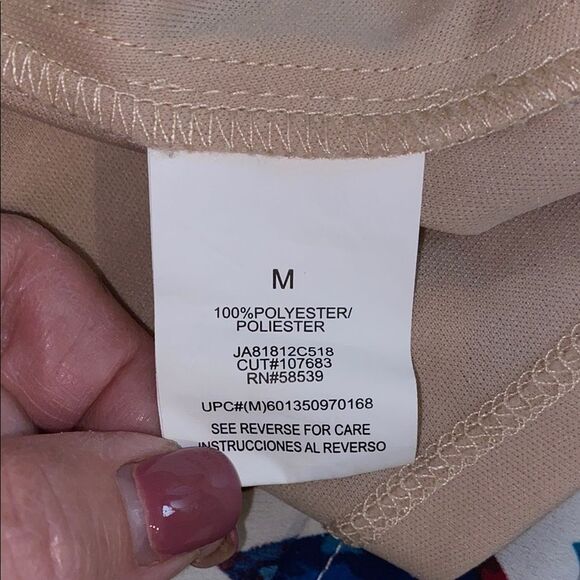 M
100%POLYESTER/
POLIESTER
JA81812C518
CUT#107683
RN#58539
UPC#(M)601350970168
SEE REVERSE FOR CARE
INSTRUCCIONES AL REVERSO